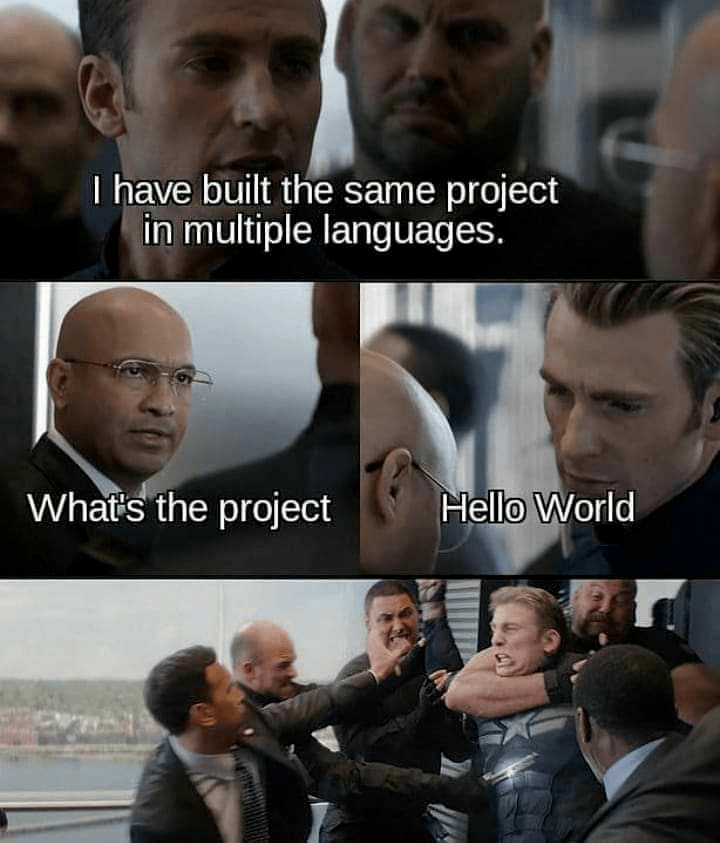 I have built the same project
in multiple languages.
What's the project
Hello World